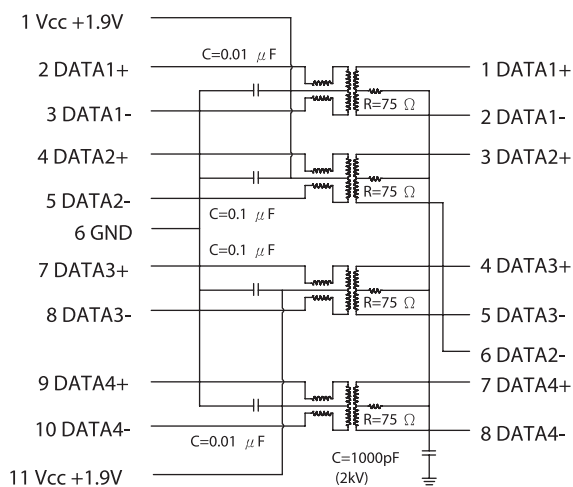 1 Vcc +1.9V
C=0.01 μF
2 DATA1+
1 DATA1+
R=75 Ω
3 DATA1-
2 DATA1-
4 DATA2+
3 DATA2+
R=75 Ω
5 DATA2-
C=0.1 μF
6 GND
C=0.1 μF
7 DATA3+
4 DATA3+
R=75 Ω
8 DATA3-
5 DATA3-
6 DATA2-
9 DATA4+
7 DATA4+
R=75 Ω
10 DATA4-
8 DATA4-
C=0.01 μF
C=1000pF
(2kV)
11 Vcc +1.9V